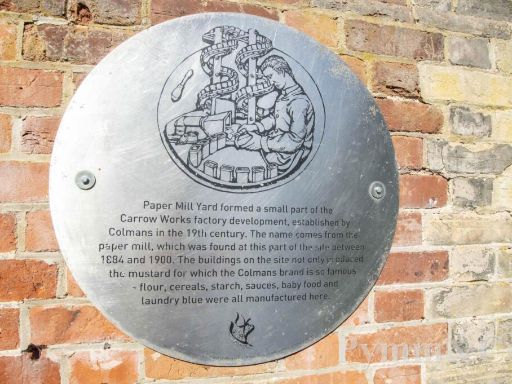 Paper Mill Yard formed a small part of the
Carrow Works factory development, established by
Colmans in the 19th century. The name comes from the
paper mill, which was found at this part of the site between
1884 and 1900. The buildings on the site not only produced
the mustard for which the Colmans brand is so famous
- flour, cereals, starch, sauces, baby food and
laundry blue were all manufactured here.